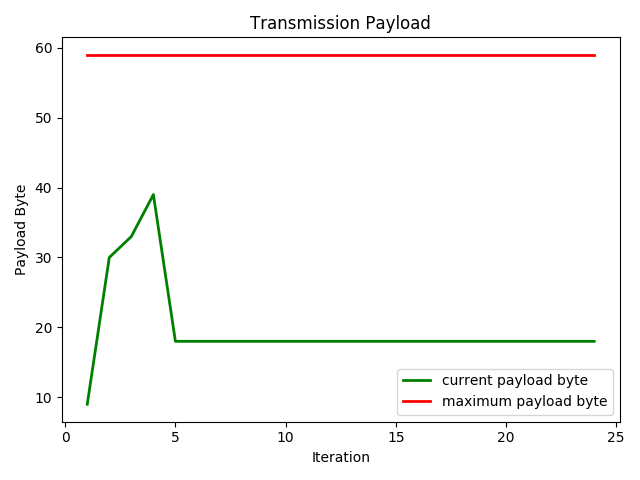 Transmission Payload
60
50
40
30
20
10
Payload Byte
0
5
10
15
20
25
Iteration
current payload byte
maximum payload byte